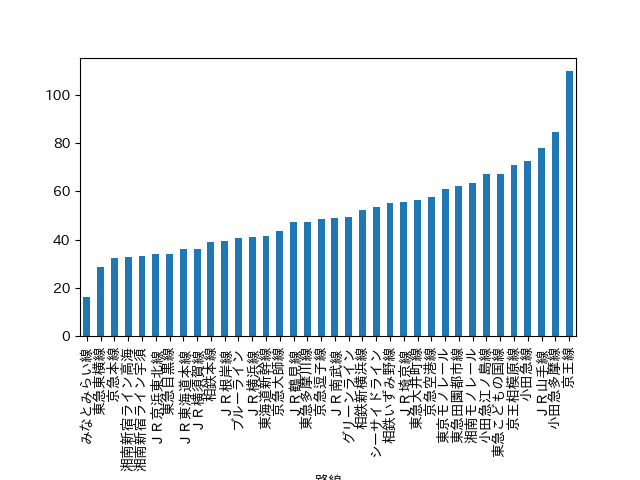 100
80
60
40
20
0
みなとみらい線
東急東横線
京急本線
湘南新宿ライン高海
湘南新宿ライン宇須
ＪＲ京浜東北線
東急目黒線
ＪＲ東海道本線
ＪＲ横須賀線
相鉄本線
ＪＲ根岸線
ブルーライン
ＪＲ横浜線
東海道新幹線
京急大師線
ＪＲ鶴見線
東急多摩川線
京急逗子線
ＪＲ南武線
グリーンライン
相鉄新横浜線
シーサイドライン
相鉄いずみ野線
ＪＲ埼京線
東急大井町線
京急空港線
東京モノレール
東急田園都市線
湘南モノレール
小田急江ノ島線
東急こどもの国線
京王相模原線
小田急線
ＪＲ山手線
小田急多摩線
京王線
路線